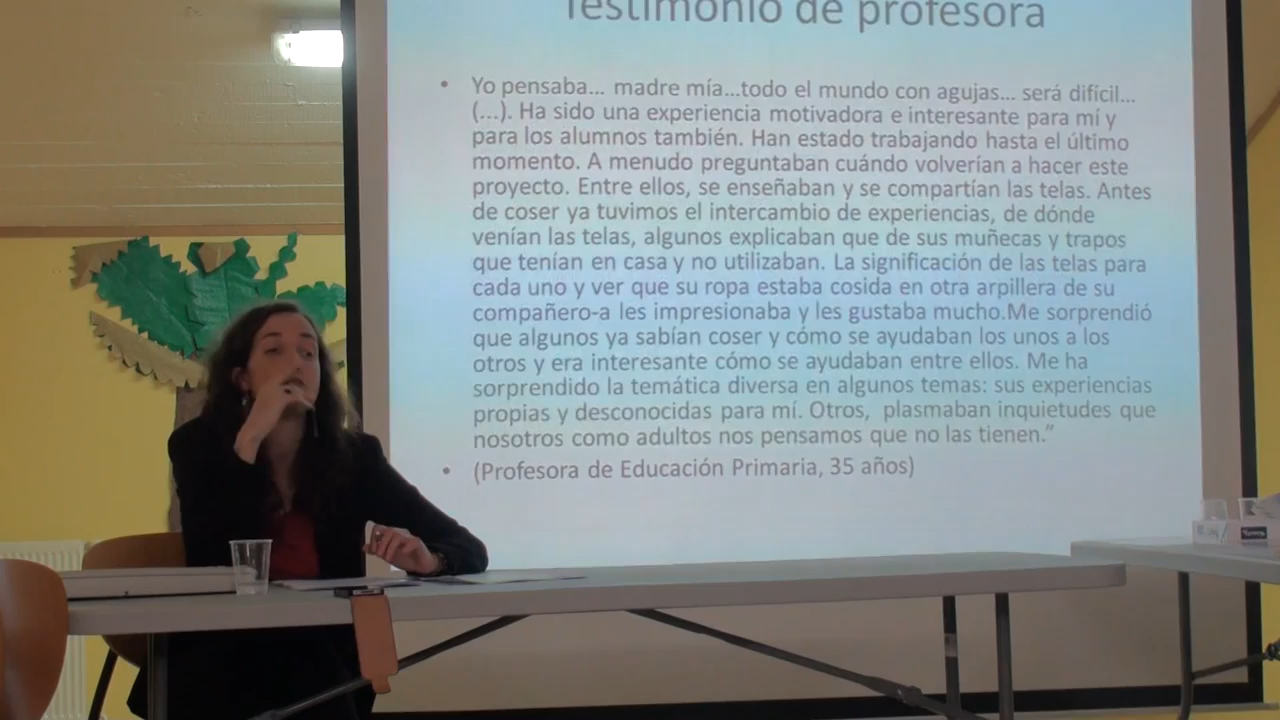 Testimonio de profesora
• Yo pensaba... madre mía...todo el mundo con agujas... será difícil...
(...). Ha sido una experiencia motivadora e interesante para mí y
para los alumnos también. Han estado trabajando hasta el último
momento. A menudo preguntaban cuándo volverían a hacer este
proyecto. Entre ellos, se enseñaban y se compartían las telas. Antes
de coser ya tuvimos el intercambio de experiencias, de dónde
venían las telas, algunos explicaban que de sus muñecas y trapos
que tenían en casa y no utilizaban. La significación de las telas para
cada uno y ver que su ropa estaba cosida en otra arpillera de su
compañero-a les impresionaba y les gustaba mucho.Me sorprendió
que algunos ya sabían coser y cómo se ayudaban los unos a los
otros y era interesante cómo se ayudaban entre ellos. Me ha
sorprendido la temática diversa en algunos temas: sus experiencias
propias y desconocidas para mí. Otros, plasmaban inquietudes que
nosotros como adultos nos pensamos que no las tienen.”
• (Profesora de Educación Primaria, 35 años)